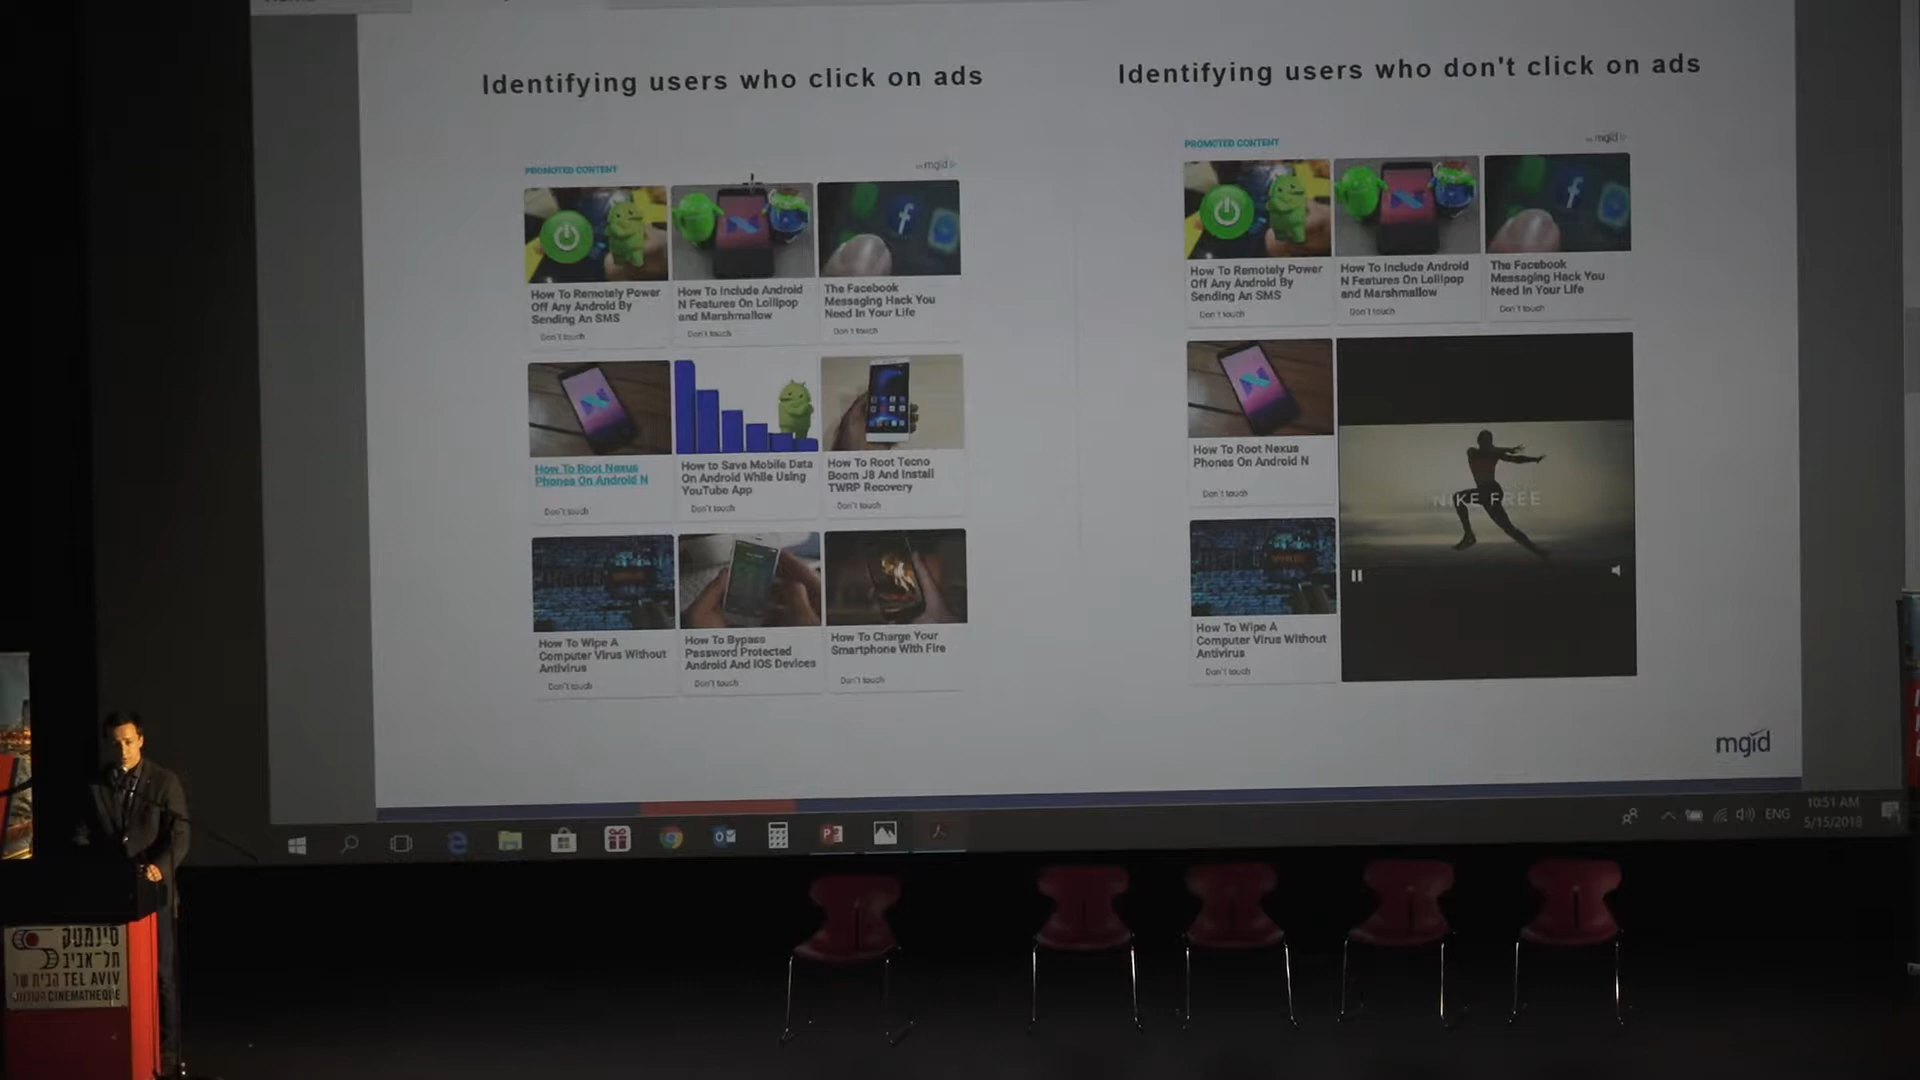 Identifying users who click on ads
PROMOTED CONTENT
mgid
How To Remotely Power
Off Any Android By
Sending An SMS
Don't touch
How To Include Android
N Features On Lollipop
and Marshmallow
Don't touch
The Facebook
Messaging Hack You
Need In Your Life
Don't touch
How To Root Nexus
Phones On Android N
Don't touch
How to Save Mobile Data
On Android While Using
YouTube App
Don't touch
How To Root Tecno
Boom J8 And Install
TWRP Recovery
Don't touch
How To Wipe A
Computer Virus Without
Antivirus
Don't touch
How To Bypass
Password Protected
Android And IOS Devices
Don't touch
How To Charge Your
Smartphone With Fire
Don't touch
Identifying users who don't click on ads
PROMOTED CONTENT
mgid
How To Remotely Power
Off Any Android By
Sending An SMS
Don't touch
How To Include Android
N Features On Lollipop
and Marshmallow
Don't touch
The Facebook
Messaging Hack You
Need In Your Life
Don't touch
How To Root Nexus
Phones On Android N
Don't touch
NIKE FREE
How To Wipe A
Computer Virus Without
Antivirus
Don't touch
mgid
ENG
10:51 AM
5/15/2018
סינמטק
תל־אביב
TEL AVIV הבית של
CINEMATHEQUE